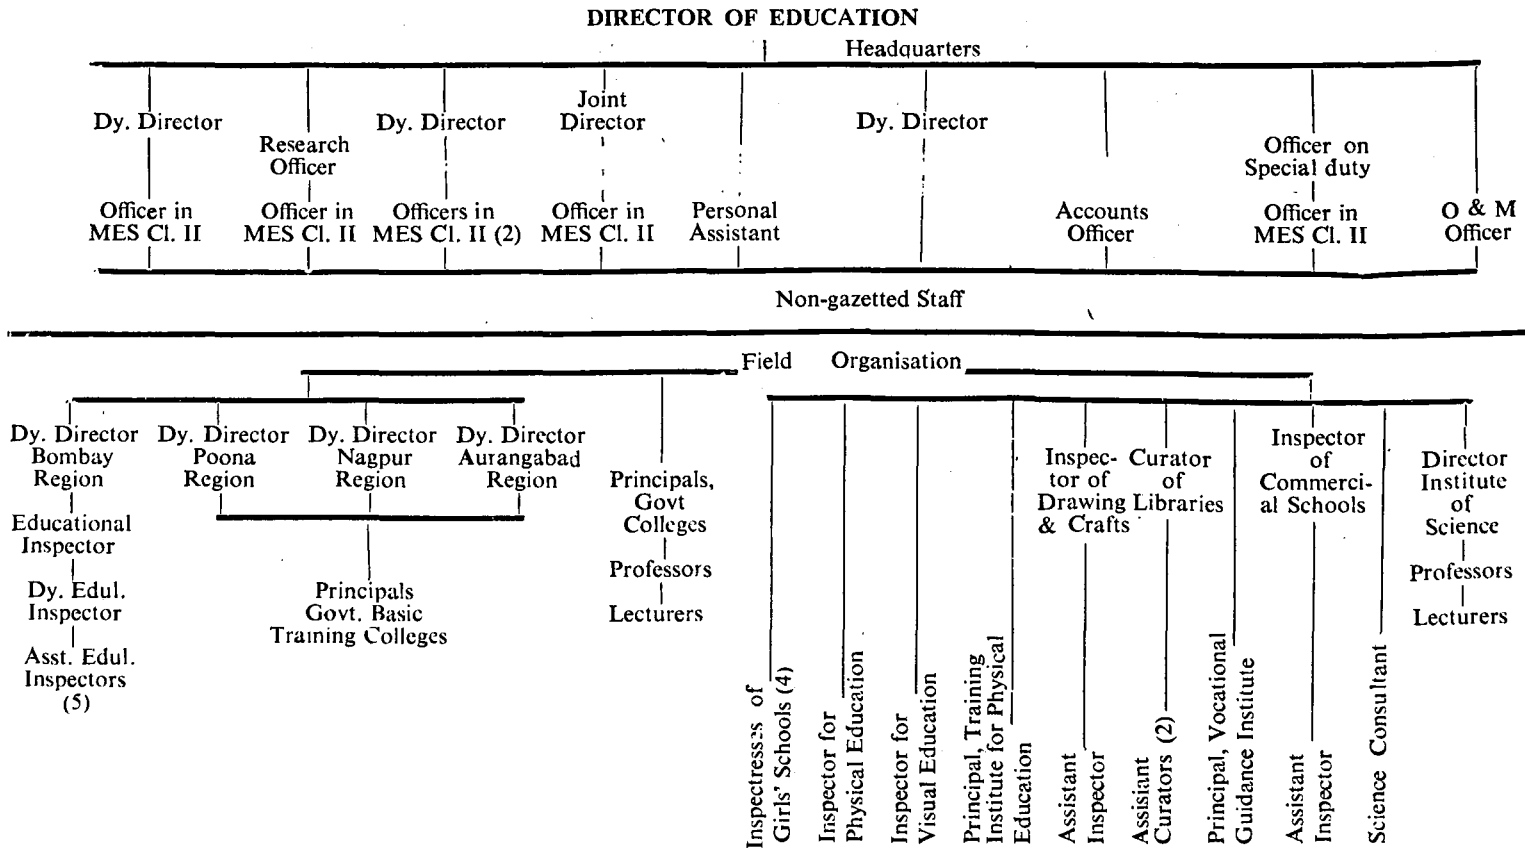 DIRECTOR OF EDUCATION
Headquarters
Dy. Director
Officer in
MES Cl. II
Research
Officer
Officer in
MES Cl. II
Dy. Director
Officers in
MES Cl. II (2)
Joint
Director
Officer in
MES Cl. II
Personal
Assistant
Dy. Director
Accounts
Officer
Officer on
Special duty
Officer in
MES Cl. II
O & M
Officer
Non-gazetted Staff
Field Organisation
Dy. Director
Bombay
Region
Educational
Inspector
Dy. Edul.
Inspector
Asst. Edul.
Inspectors
(5)
Dy. Director
Poona
Region
Dy. Director
Nagpur
Region
Dy. Director
Aurangabad
Region
Principals
Govt. Basic
Training Colleges
Principals,
Govt
Colleges
Professors
Lecturers
Inspectresses of
Girls' Schools (4)
Inspector for
Physical Education
Inspector for
Visual Education
Principal, Training
Institute for Physical
Education
Inspec-
tor of
Drawing
& Crafts
Assistant
Inspector
Curator
of
Libraries
Assisiant
Curators (2)
Principal, Vocational
Guidance Institute
Inspector
of
Commerci-
al Schools
Assistant
Inspector
Science Consultant
Director
Institute
of
Science
Professors
Lecturers